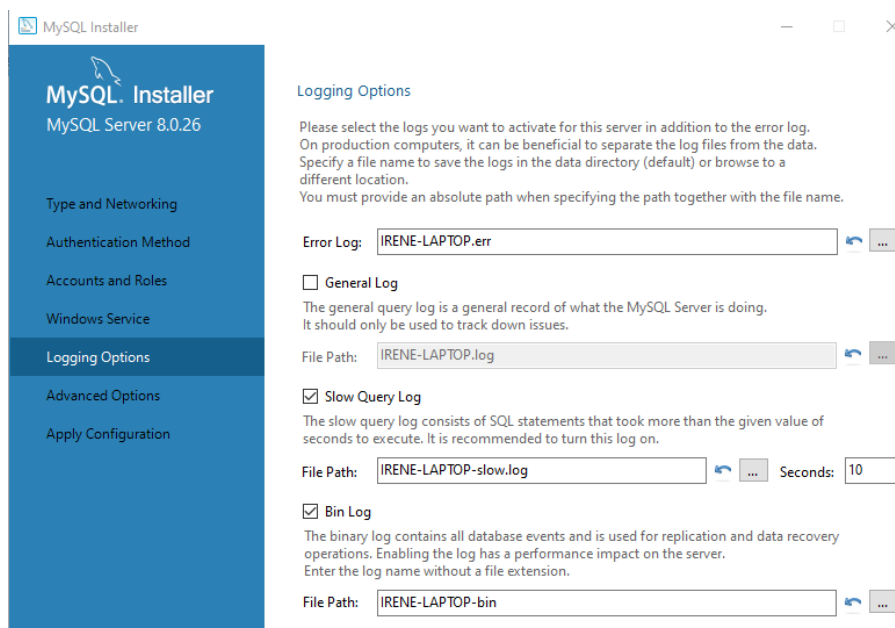 MySQL Installer
MySQL. Installer
MySQL Server 8.0.26
Type and Networking
Authentication Method
Accounts and Roles
Windows Service
Logging Options
Advanced Options
Apply Configuration
Logging Options
Please select the logs you want to activate for this server in addition to the error log.
On production computers, it can be beneficial to separate the log files from the data.
Specify a file name to save the logs in the data directory (default) or browse to a
different location.
You must provide an absolute path when specifying the path together with the file name.
Error Log: IRENE-LAPTOP.err ...
General Log
The general query log is a general record of what the MySQL Server is doing.
It should only be used to track down issues.
File Path: IRENE-LAPTOP.log ...
Slow Query Log
The slow query log consists of SQL statements that took more than the given value of
seconds to execute. It is recommended to turn this log on.
File Path: IRENE-LAPTOP-slow.log ... Seconds: 10
Bin Log
The binary log contains all database events and is used for replication and data recovery
operations. Enabling the log has a performance impact on the server.
Enter the log name without a file extension.
File Path: IRENE-LAPTOP-bin ...